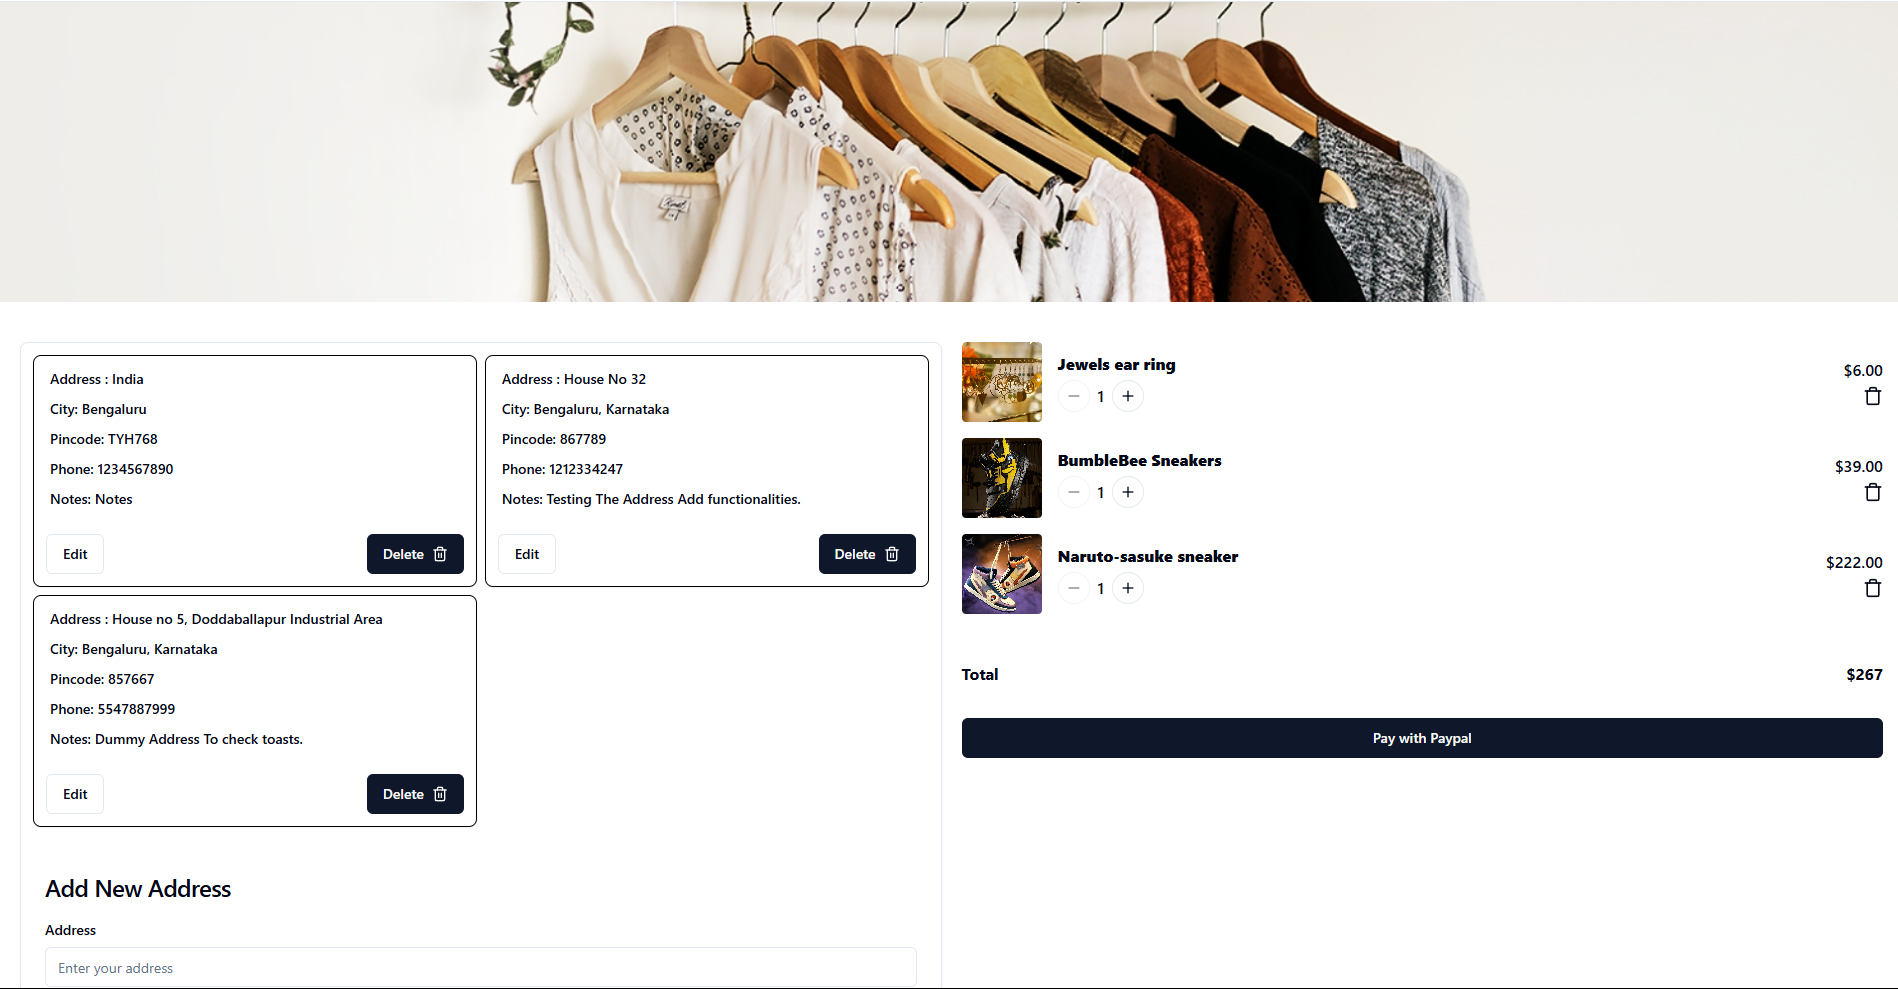 Address : India
City: Bengaluru
Pincode: TYH768
Phone: 1234567890
Notes: Notes
Edit
Delete
Address : House No 32
City: Bengaluru, Karnataka
Pincode: 867789
Phone: 1212334247
Notes: Testing The Address Add functionalities.
Edit
Delete
Address : House no 5, Doddaballapur Industrial Area
City: Bengaluru, Karnataka
Pincode: 857667
Phone: 5547887999
Notes: Dummy Address To check toasts.
Edit
Delete
Add New Address
Address
Enter your address
Jewels ear ring
$6.00
1
BumbleBee Sneakers
$39.00
1
Naruto-sasuke sneaker
$222.00
1
Total
$267
Pay with Paypal